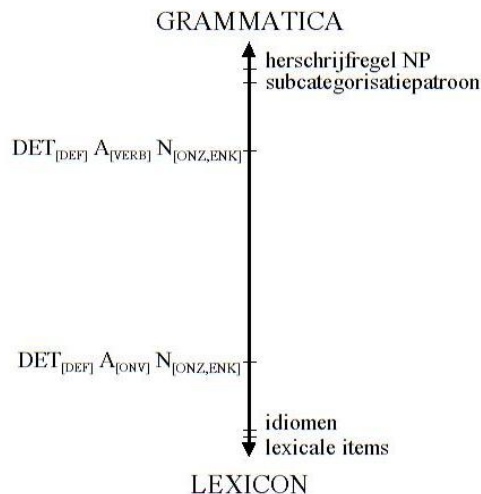 GRAMMATICA
herschrijfregel NP
subcategorisatiepatroon
DET[DEF] A[VERB] N[ONZ,ENK]
DET[DEF] A[ONV] N[ONZ,ENK]
idiomen
lexicale items
LEXICON